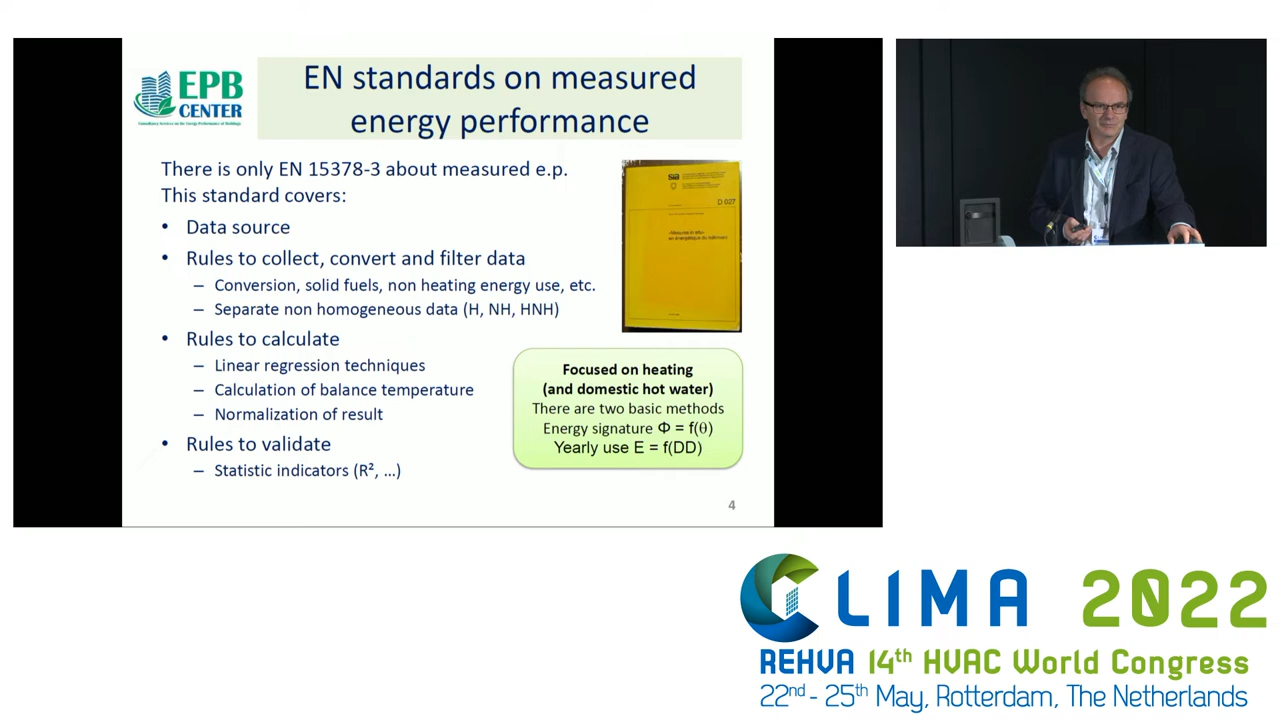 EPB
CENTER
EN standards on measured
energy performance
There is only EN 15378-3 about measured e.p.
This standard covers:
• Data source
• Rules to collect, convert and filter data
– Conversion, solid fuels, non heating energy use, etc.
– Separate non homogeneous data (H, NH, HNH)
• Rules to calculate
– Linear regression techniques
– Calculation of balance temperature
– Normalization of result
• Rules to validate
– Statistic indicators (R², ...)
sia
D 027
Focused on heating
(and domestic hot water)
There are two basic methods
Energy signature Φ = f(θ)
Yearly use E = f(DD)
4
CLIMA 2022
REHVA 14th HVAC World Congress
22nd - 25th May, Rotterdam, The Netherlands